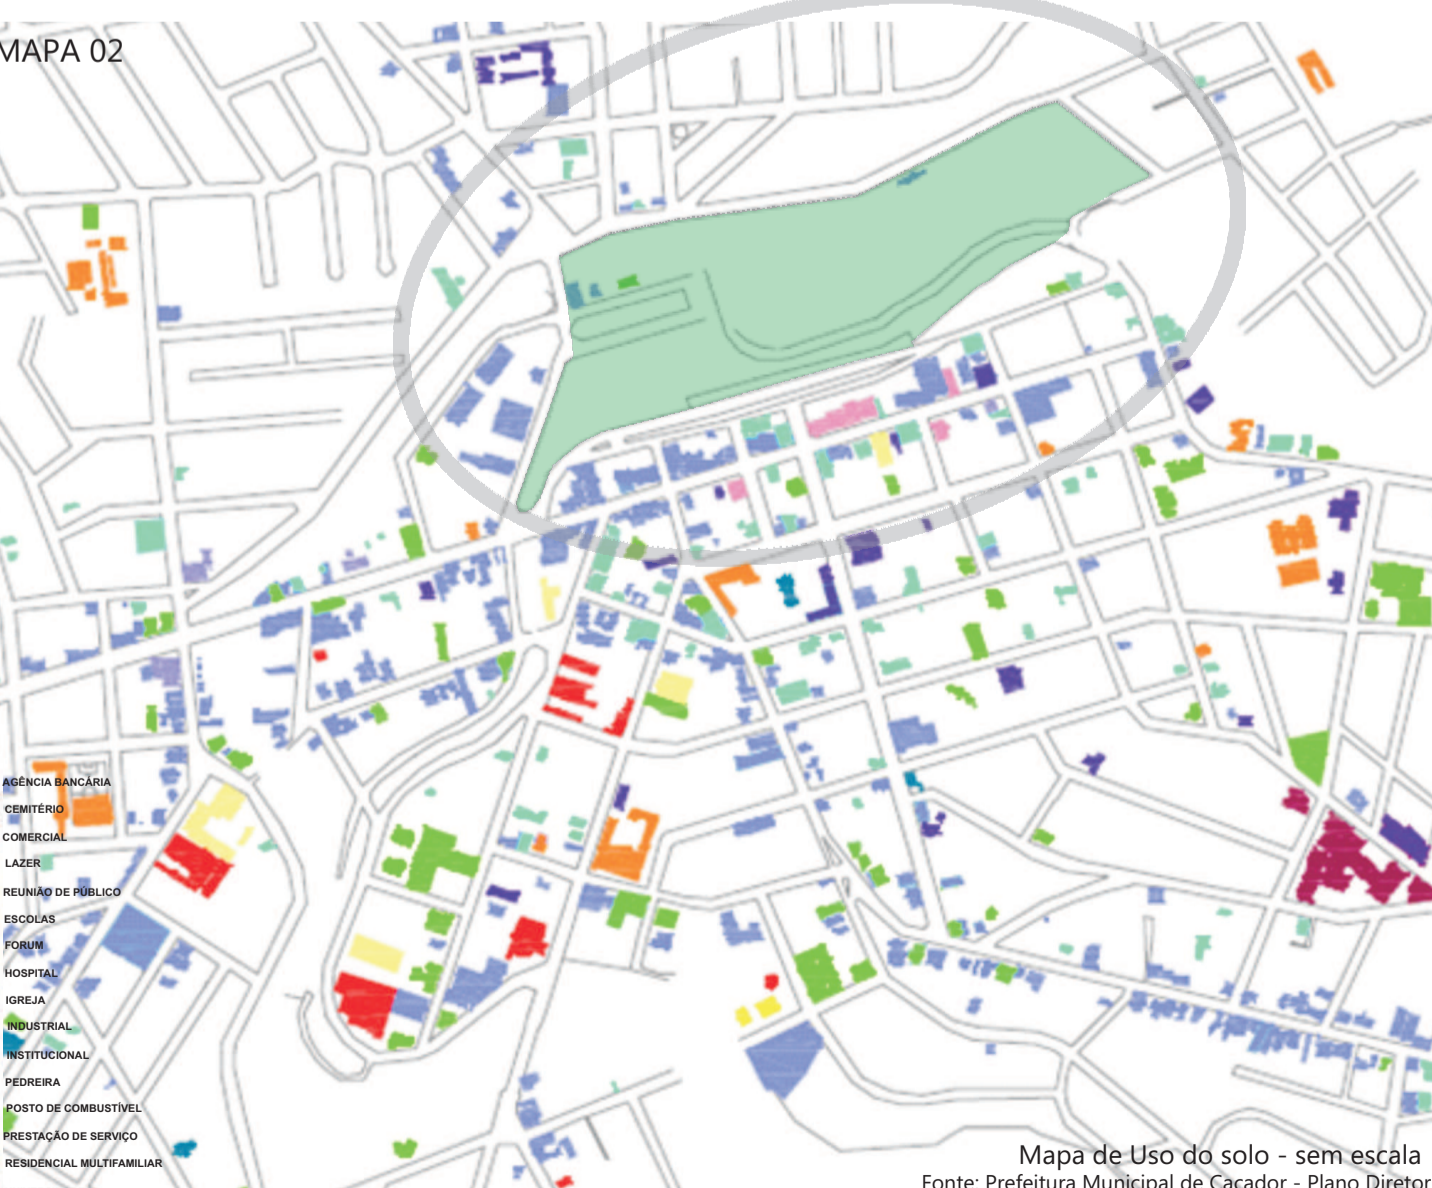 MAPA 02
AGÊNCIA BANCÁRIA
CEMITÉRIO
COMERCIAL
LAZER
REUNIÃO DE PÚBLICO
ESCOLAS
FORUM
HOSPITAL
IGREJA
INDUSTRIAL
INSTITUCIONAL
PEDREIRA
POSTO DE COMBUSTÍVEL
PRESTAÇÃO DE SERVIÇO
RESIDENCIAL MULTIFAMILIAR
Mapa de Uso do solo - sem escala
Fonte: Prefeitura Municipal de Caçador - Plano Diretor